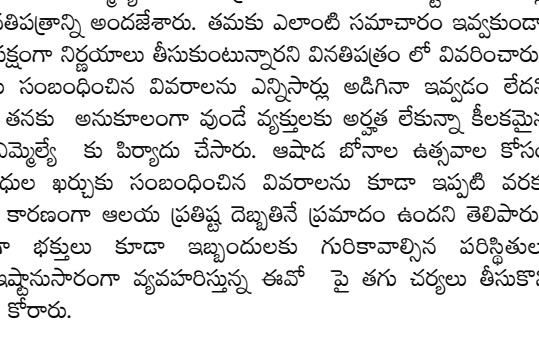 నతిపత్రాన్ని అందజేశారు. తమకు ఎలాంటి సమాచారం ఇవ్వకుండా
పక్షంగా నిర్ణయాలు తీసుకుంటున్నారని వినతిపత్రం లో వివరించారు
సంబంధించిన వివరాలను ఎన్నిసార్లు అడిగినా ఇవ్వడం లేదని
తనకు అనుకూలంగా వుండే వ్యక్తులకు అర్హత లేకున్నా కీలకమైన
ఎమ్మెల్యే కు పిర్యాదు చేసారు. ఆషాడ బోనాల ఉత్సవాల కోసం
ధుల ఖర్చుకు సంబంధించిన వివరాలను కూడా ఇప్పటి వరక
కారణంగా ఆలయ ప్రతిష్ట దెబ్బతినే ప్రమాదం ఉందని తెలిపారు
భక్తులు కూడా ఇబ్బందులకు గురికావాల్సిన పరిస్థితుల
ఇష్టానుసారంగా వ్యవహరిస్తున్న ఈవో పై తగు చర్యలు తీసుకొ
కోరారు.